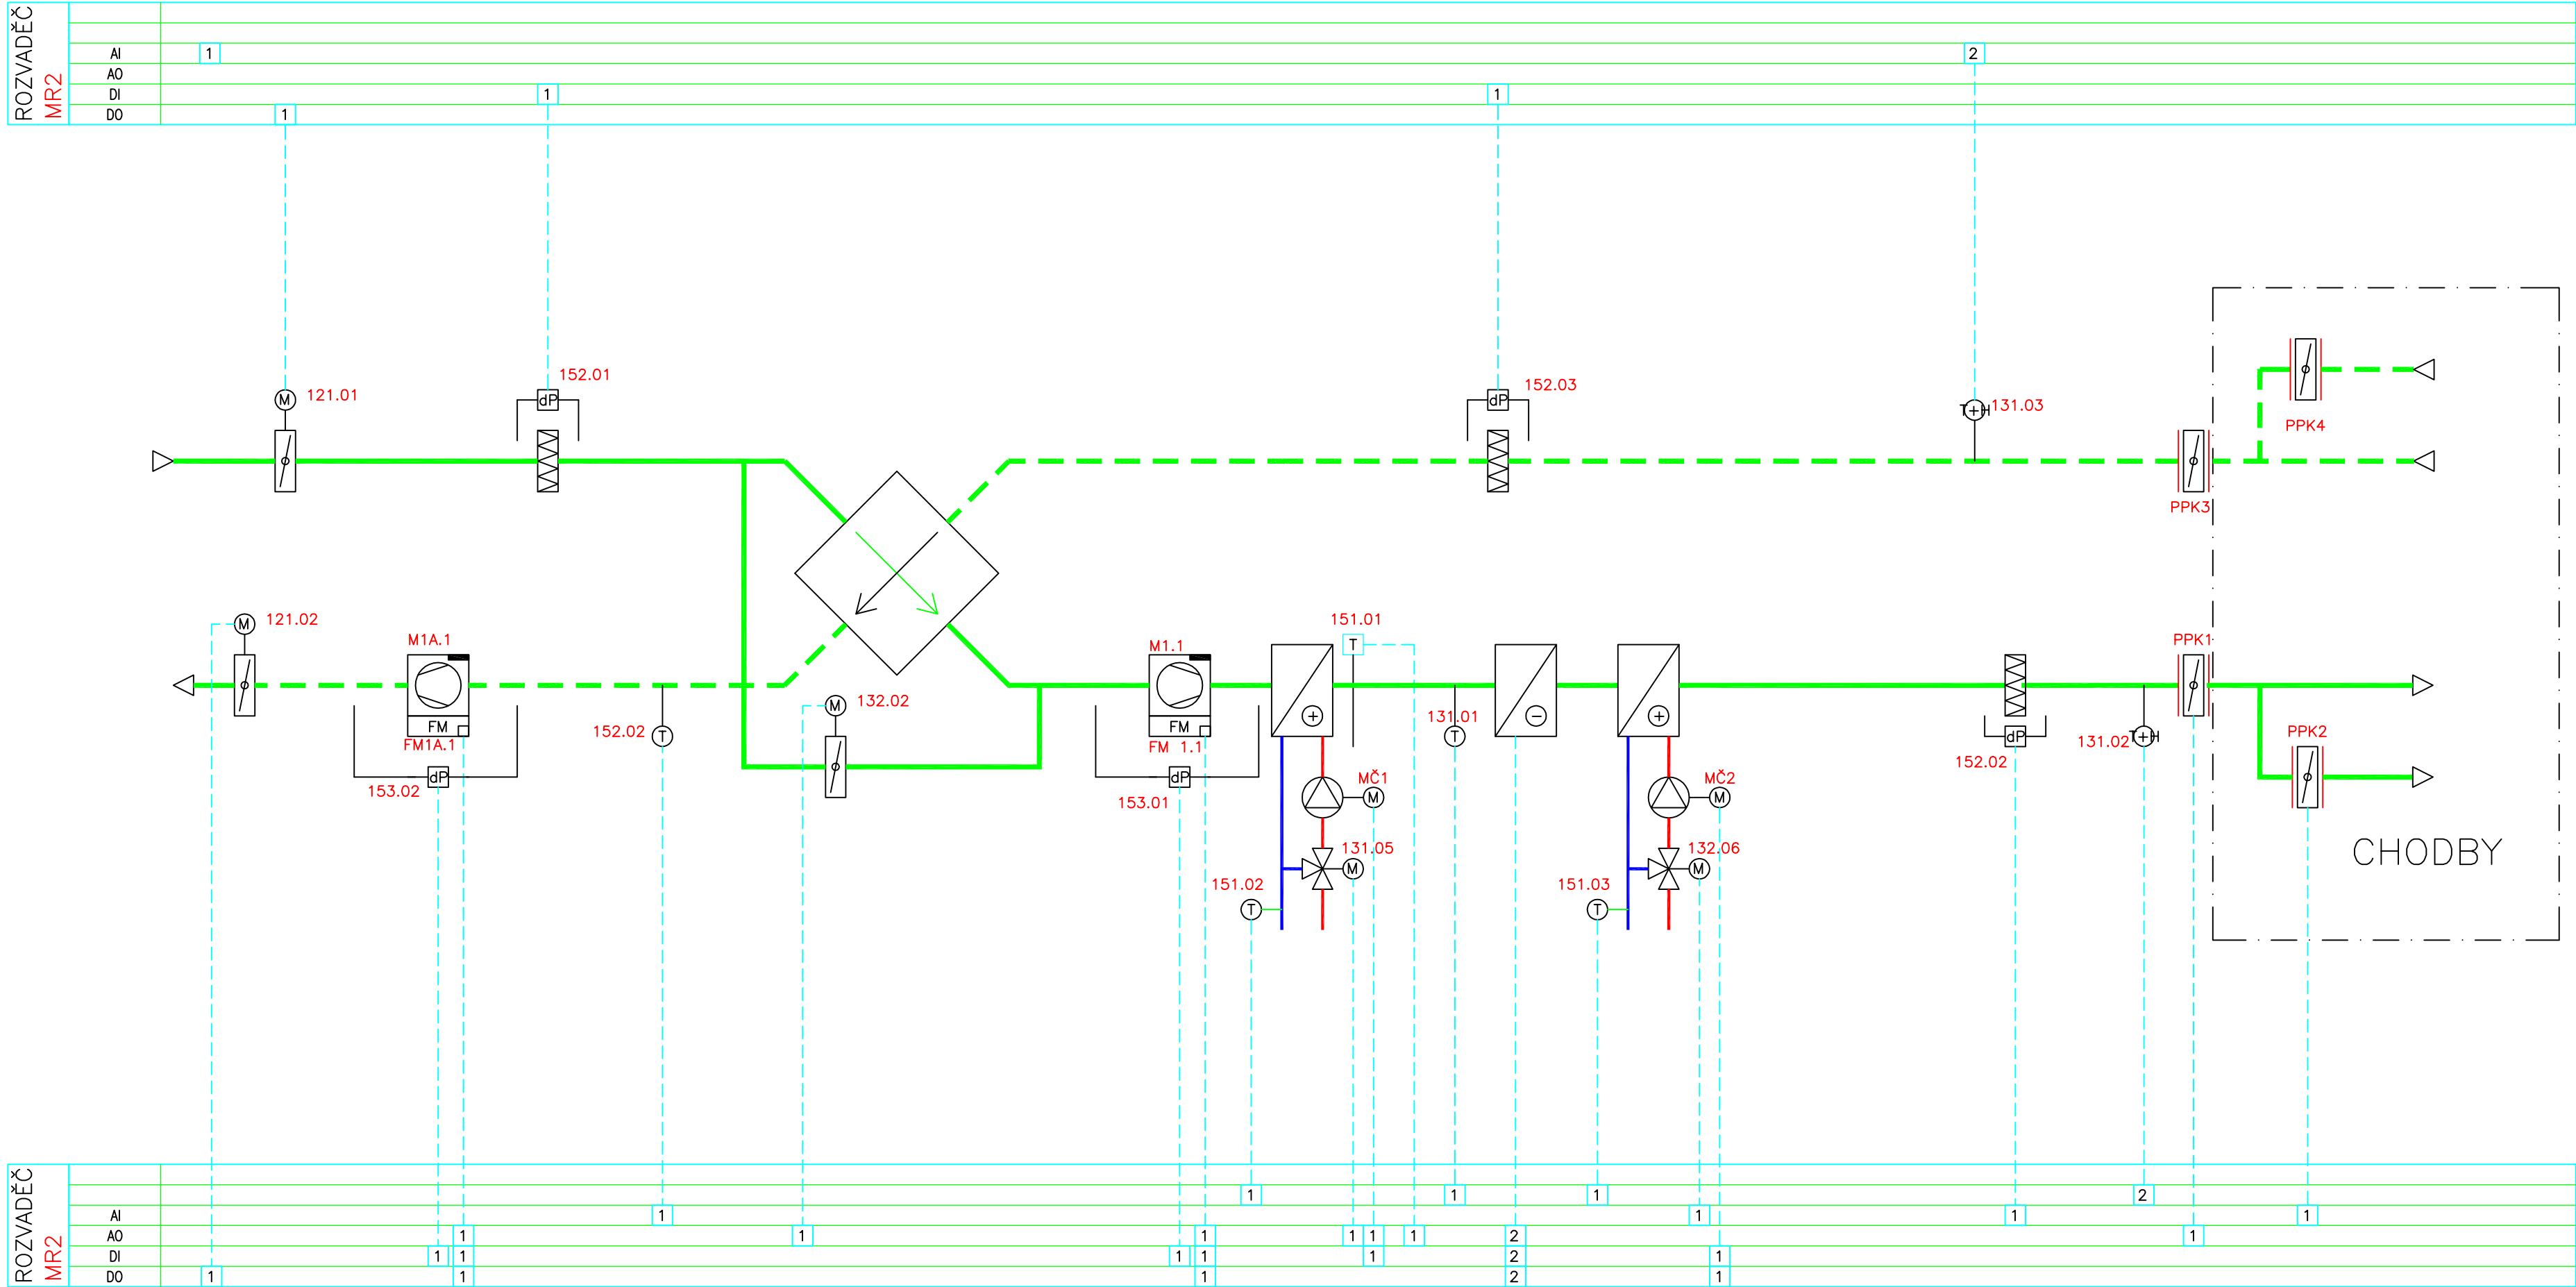 ROZVADĚČ
MR2
AI 1 2
AO
DI 1 1
DO 1
152.01
152.03
M 121.01
dP
dP
T+H 131.03
PPK4
PPK3
M 121.02
151.01
M1A.1
M1.1
T
PPK1
FM
FM1A.1
152.02 T
M 132.02
FM
FM 1.1
+
131.01
T
−
+
dP
152.02
131.02 T+H
PPK2
dP
153.02
dP
153.01
MČ1
M
MČ2
M
131.05
M
132.06
M
CHODBY
151.02
T
151.03
T
ROZVADĚČ
MR2
1 1 1 2
AI 1 1 1 1
AO 1 1 1 1 1 1 2 1
DI 1 1 1 1 1 2 1
DO 1 1 1 2 1